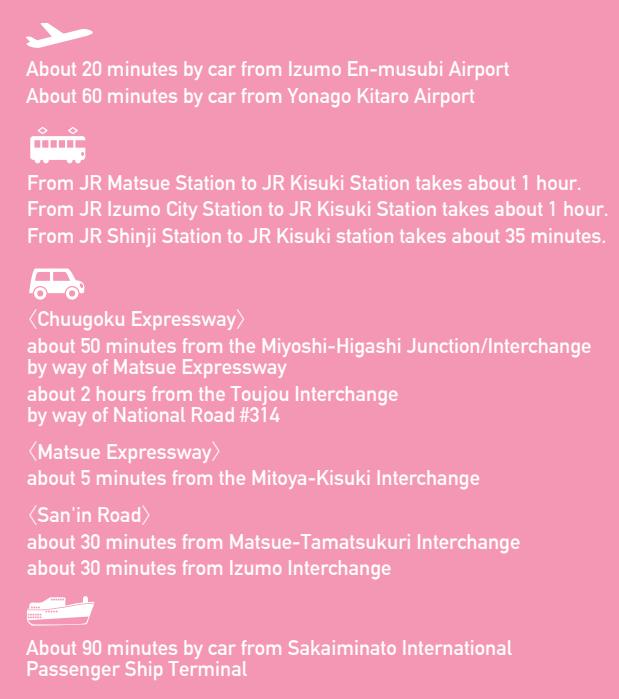 About 20 minutes by car from Izumo En-musubi Airport
About 60 minutes by car from Yonago Kitaro Airport
From JR Matsue Station to JR Kisuki Station takes about 1 hour.
From JR Izumo City Station to JR Kisuki Station takes about 1 hour.
From JR Shinji Station to JR Kisuki station takes about 35 minutes.
〈Chuugoku Expressway〉
about 50 minutes from the Miyoshi-Higashi Junction/Interchange
by way of Matsue Expressway
about 2 hours from the Toujou Interchange
by way of National Road #314
〈Matsue Expressway〉
about 5 minutes from the Mitoya-Kisuki Interchange
〈San'in Road〉
about 30 minutes from Matsue-Tamatsukuri Interchange
about 30 minutes from Izumo Interchange
About 90 minutes by car from Sakaiminato International
Passenger Ship Terminal